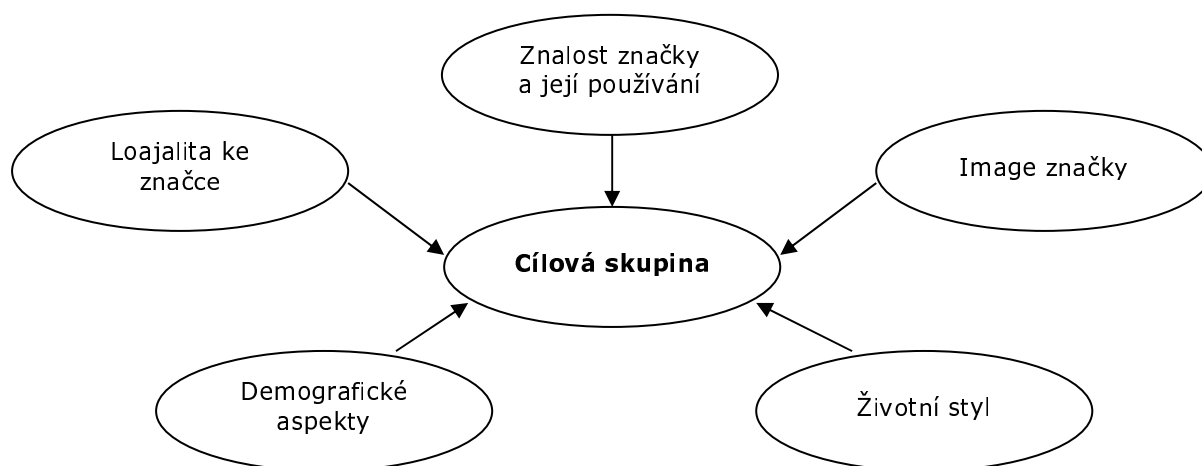 Znalost značky
a její používání
Loajalita ke
značce
Image značky
Cílová skupina
Demografické
aspekty
Životní styl